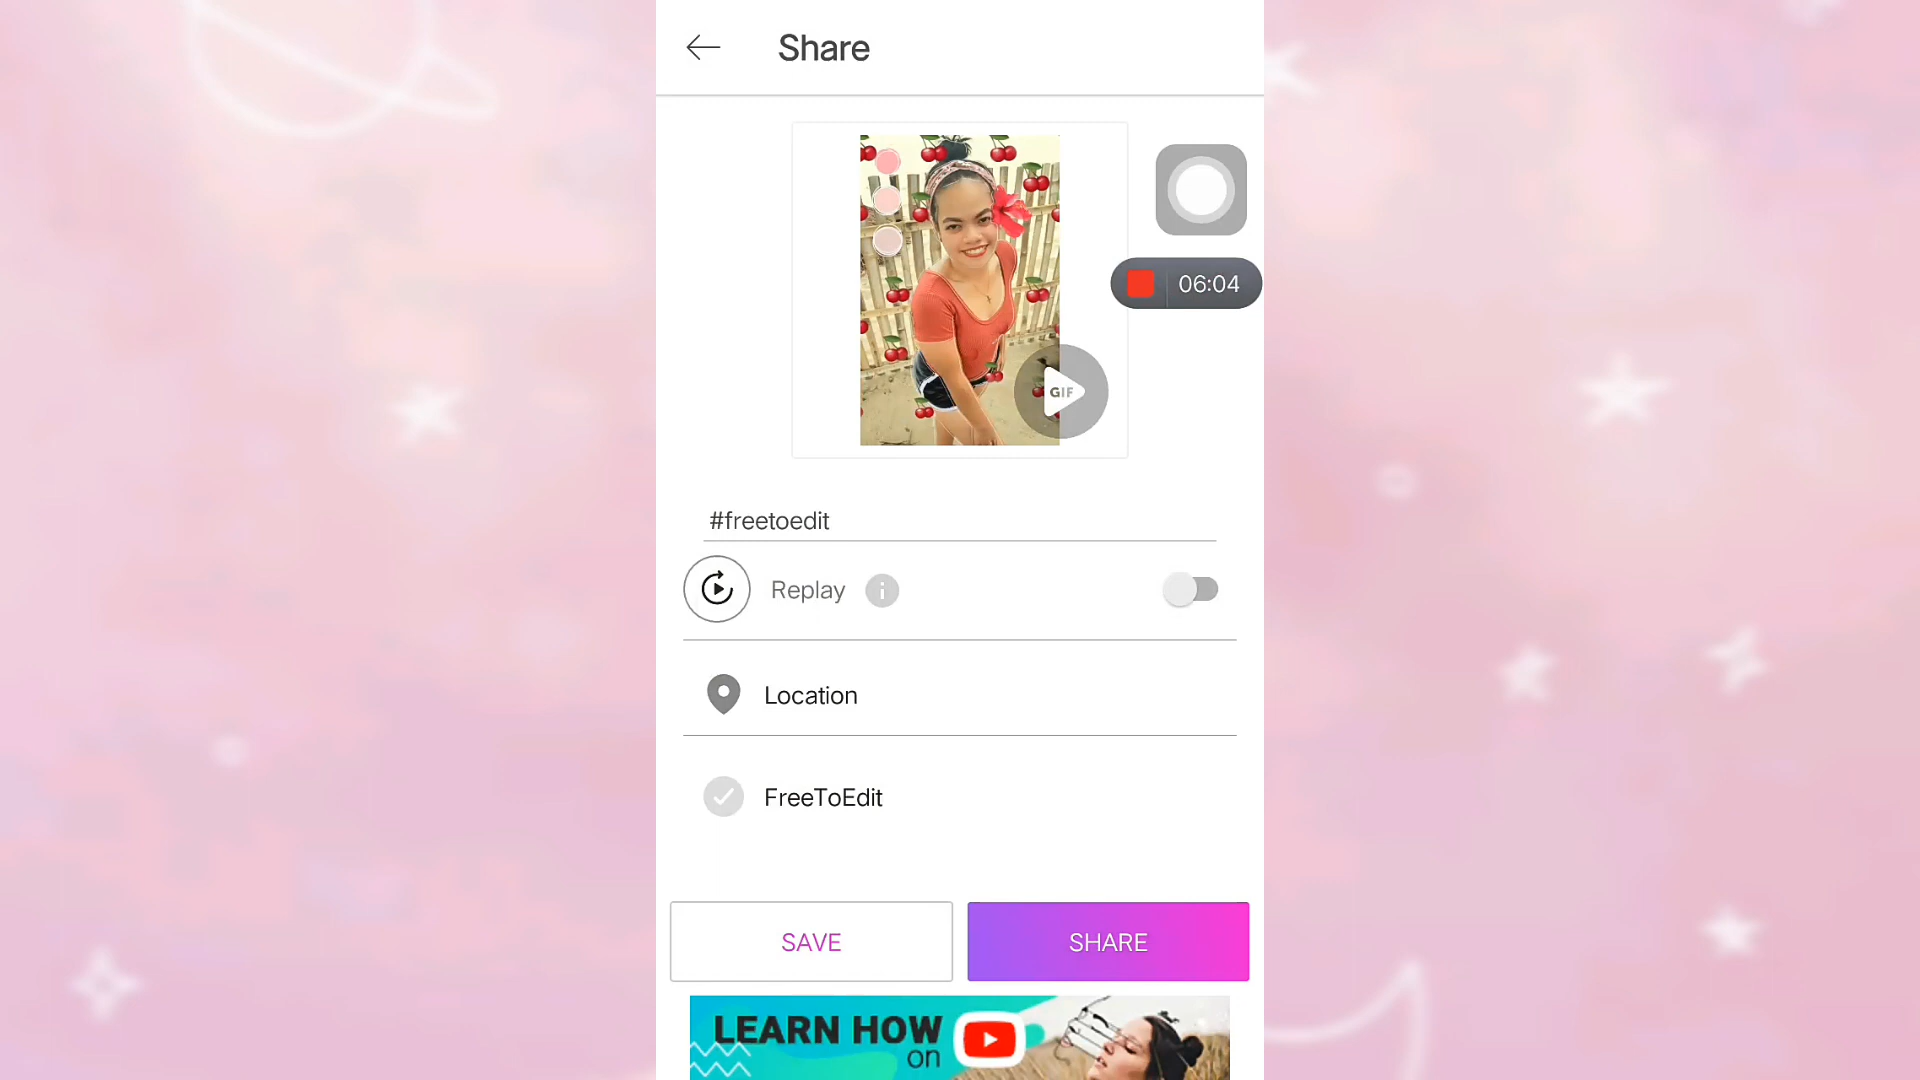 Share
06:04
GIF
#freetoedit
Replay
Location
FreeToEdit
SAVE
SHARE
LEARN HOW
on